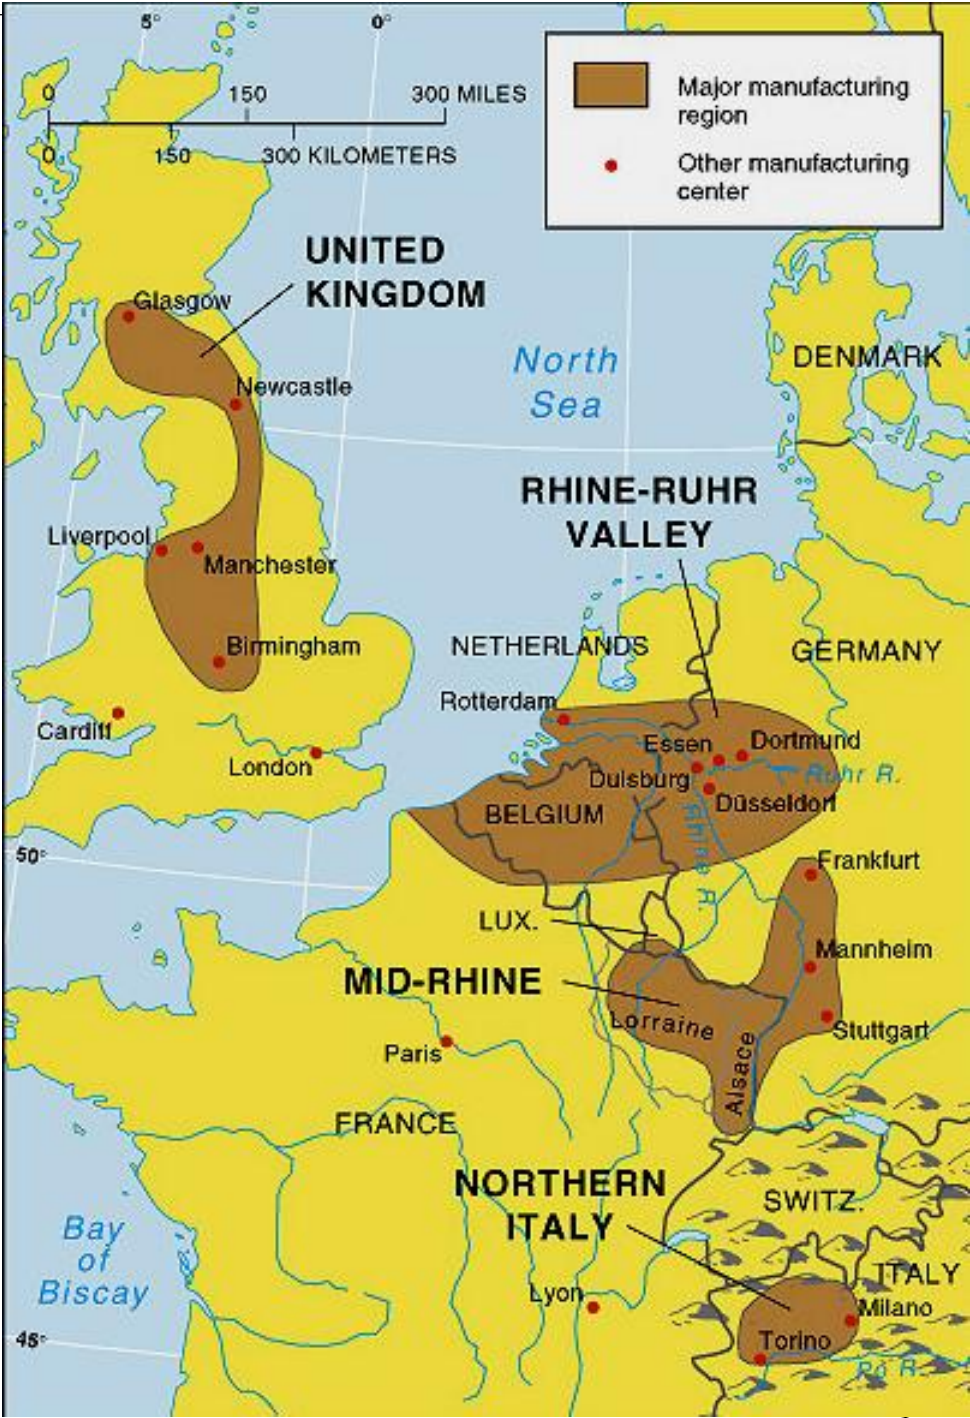 5°
0°
0
150
300 MILES
0
150
300 KILOMETERS
Major manufacturing
region
Other manufacturing
center
UNITED
KINGDOM
Glasgow
Newcastle
North
Sea
DENMARK
RHINE-RUHR
VALLEY
Liverpool
Manchester
Birmingham
NETHERLANDS
GERMANY
Rotterdam
Cardiff
London
Essen
Dortmund
Duisburg
Ruhr R.
Düsseldorf
BELGIUM
Rhine R.
50°
Frankfurt
LUX.
Mannheim
MID-RHINE
Lorraine
Stuttgart
Paris
Alsace
FRANCE
NORTHERN
ITALY
SWITZ.
Bay
of
Biscay
ITALY
Lyon
Milano
45°
Torino
Po R.